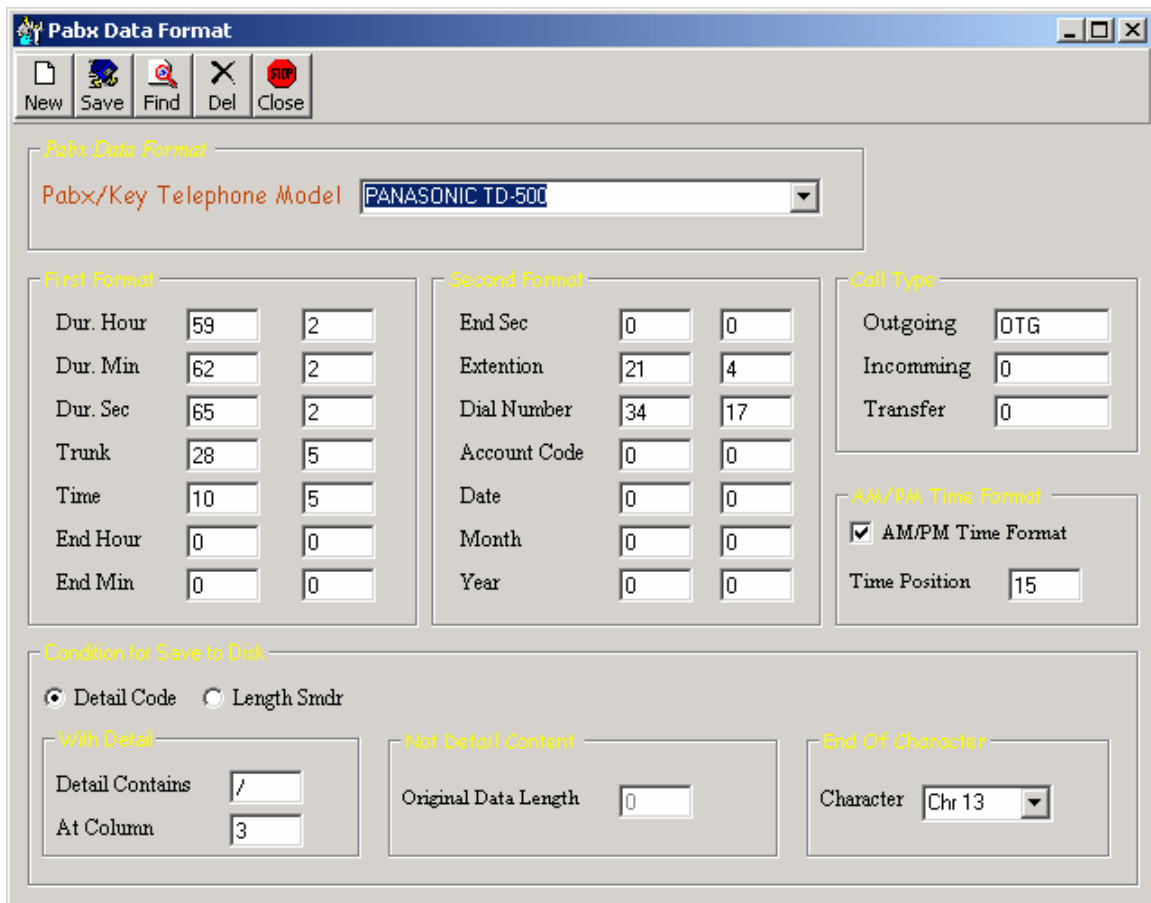 Pabx Data Format
New Save Find Del Close
Pabx Data Format
Pabx/Key Telephone Model PANASONIC TD-500
First Format
Dur. Hour 59 2
Dur. Min 62 2
Dur. Sec 65 2
Trunk 28 5
Time 10 5
End Hour 0 0
End Min 0 0
Second Format
End Sec 0 0
Extention 21 4
Dial Number 34 17
Account Code 0 0
Date 0 0
Month 0 0
Year 0 0
Call Type
Outgoing OTG
Incomming 0
Transfer 0
AM/PM Time Format
AM/PM Time Format
Time Position 15
Condition for Save to Disk
Detail Code Length Smdr
With Detail
Detail Contains /
At Column 3
Not Detail Content
Original Data Length 0
End Of Character
Character Chr 13